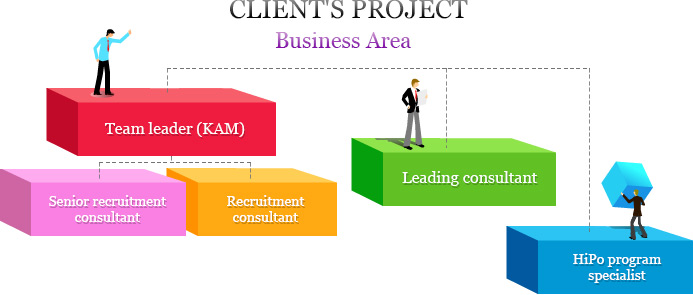 CLIENT'S PROJECT
Business Area
Team leader (KAM)
Senior recruitment
consultant
Recruitment
consultant
Leading consultant
HiPo program
specialist